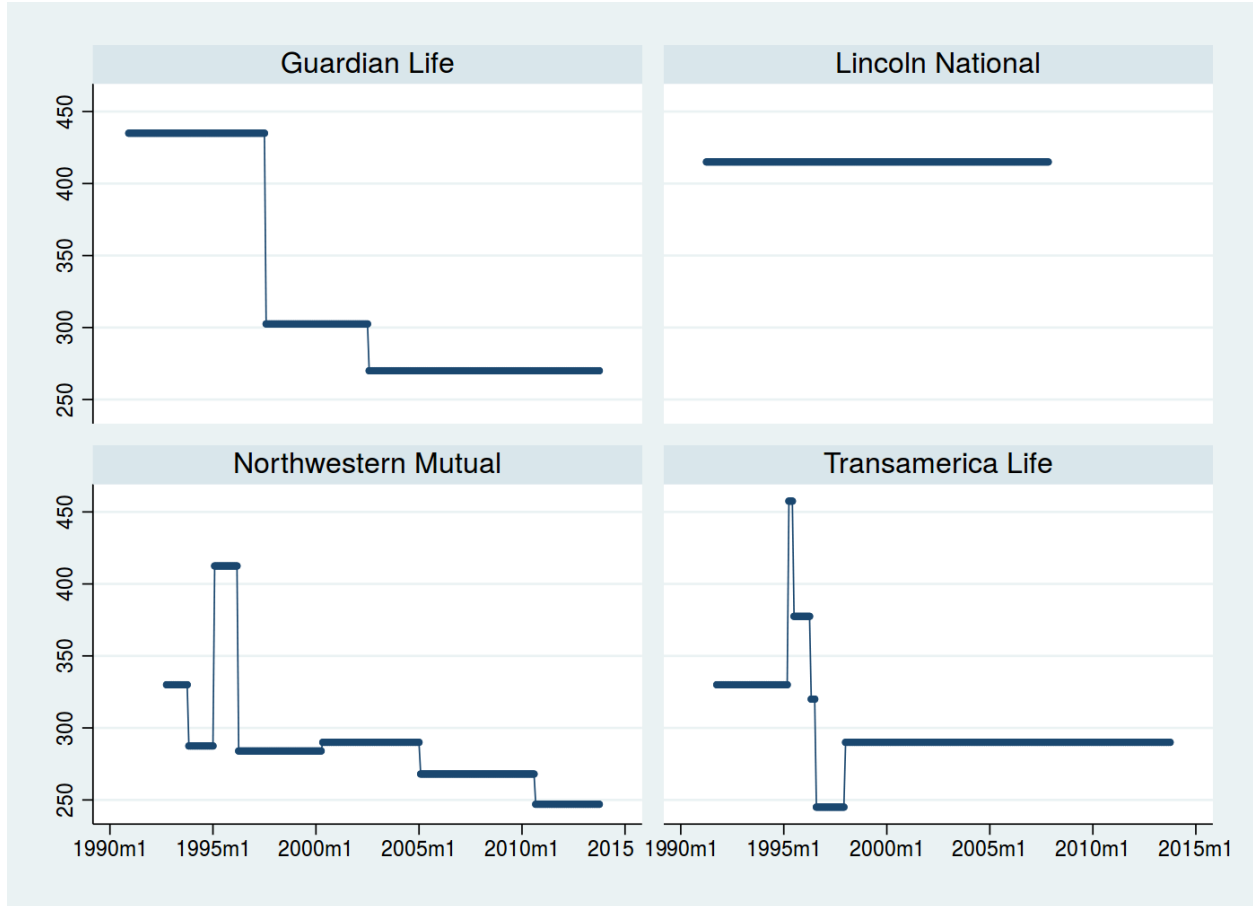 Guardian Life
Lincoln National
450
400
350
300
250
Northwestern Mutual
Transamerica Life
450
400
350
300
250
1990m1 1995m1 2000m1 2005m1 2010m1 2015
1990m1 1995m1 2000m1 2005m1 2010m1 2015m1